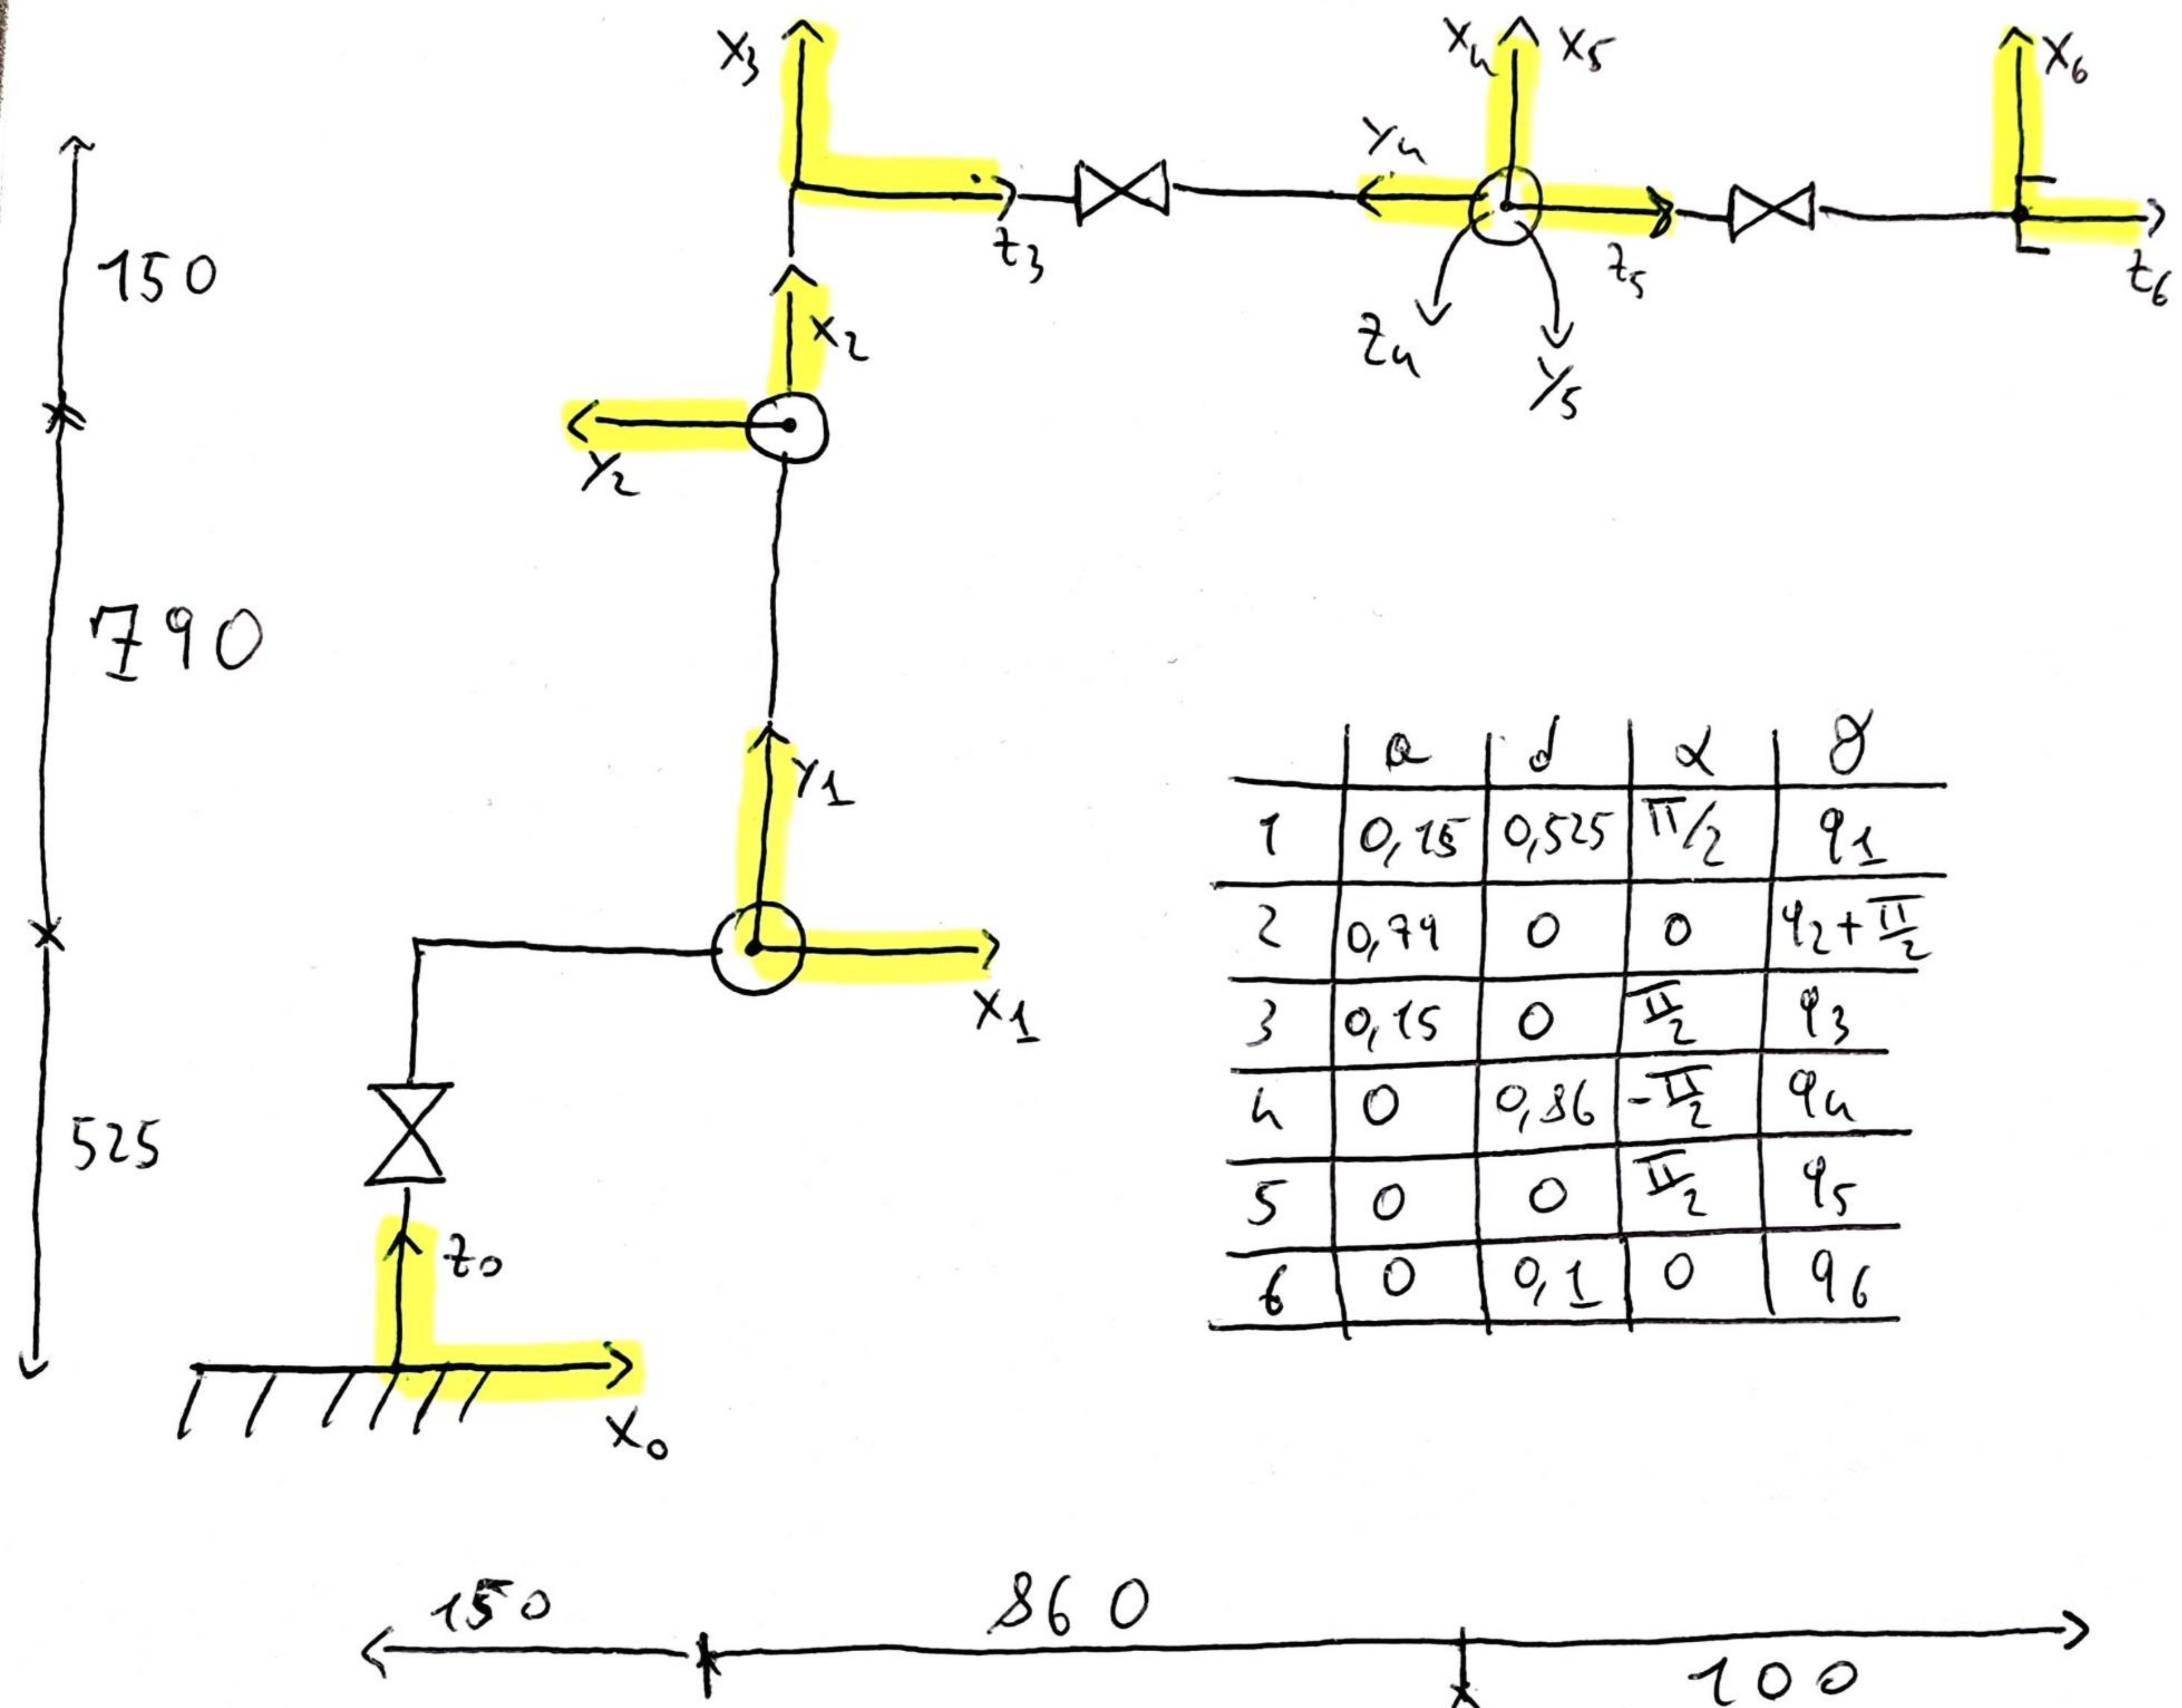 x3
x4 x5
x6
y4
150
z3
z5
z6
x2
z4
y5
y2
790
y1
a d α θ
1 0,15 0,525 π/2 q1
2 0,79 0 0 q2+π/2
3 0,15 0 π/2 q3
4 0 0,86 -π/2 q4
5 0 0 π/2 q5
6 0 0,1 0 q6
x1
525
z0
x0
150 860
100